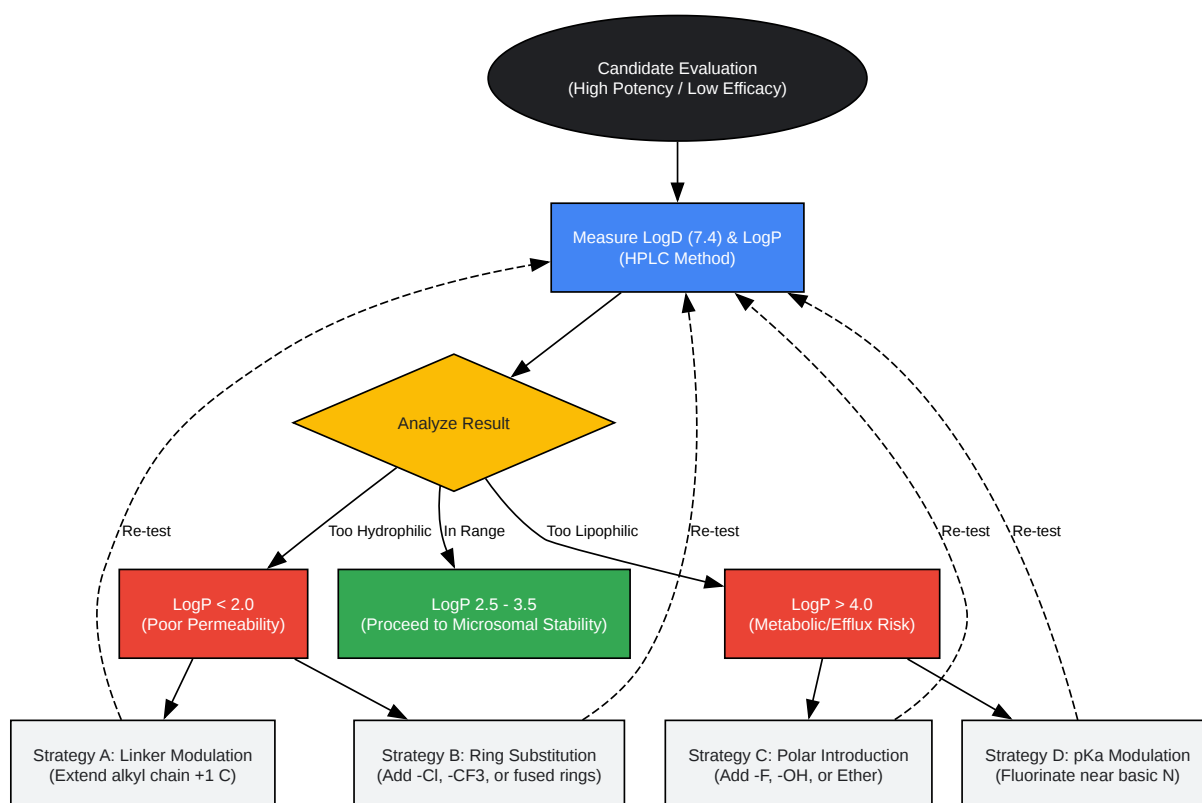 Candidate Evaluation
(High Potency / Low Efficacy)
Measure LogD (7.4) & LogP
(HPLC Method)
Analyze Result
Re-test
Too Hydrophilic
In Range
Too Lipophilic
Re-test
Re-test
Re-test
LogP < 2.0
(Poor Permeability)
LogP 2.5 - 3.5
(Proceed to Microsomal Stability)
LogP > 4.0
(Metabolic/Efflux Risk)
Strategy A: Linker Modulation
(Extend alkyl chain +1 C)
Strategy B: Ring Substitution
(Add -Cl, -CF3, or fused rings)
Strategy C: Polar Introduction
(Add -F, -OH, or Ether)
Strategy D: pKa Modulation
(Fluorinate near basic N)